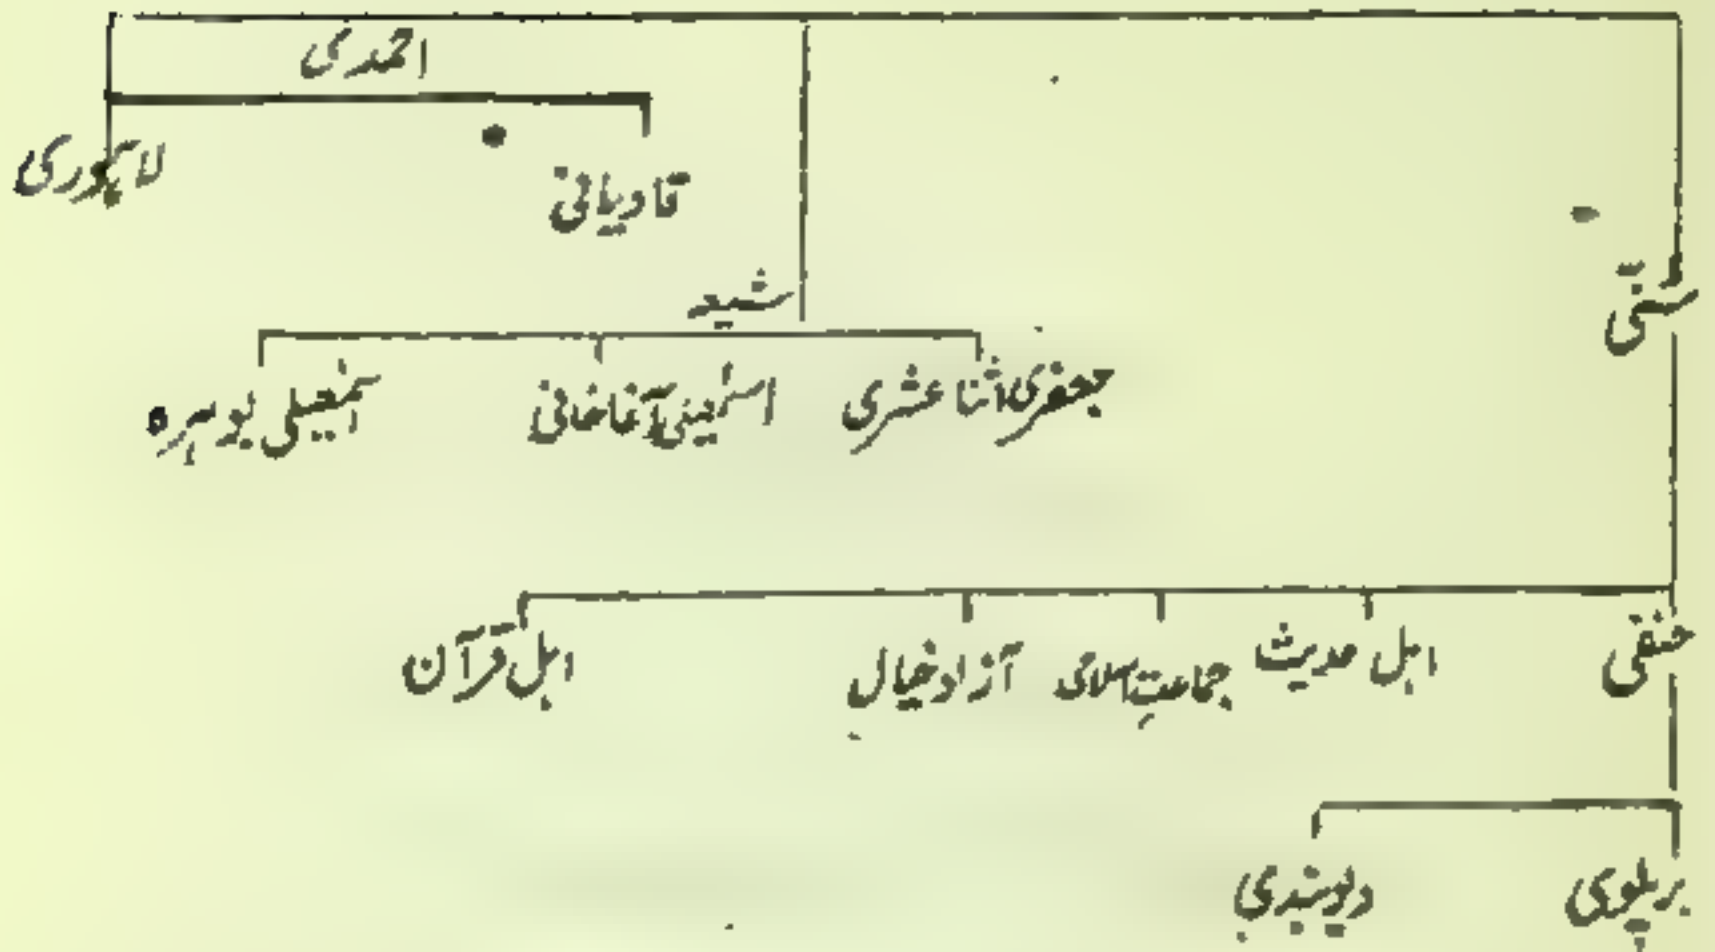 احمدی
لاہوری
قادیانی
شیعہ
سنّی
جعفری اثنا عشری
اسمٰعیلی آغاخانی
اسمٰعیلی بوہرہ
حنفی
اہل حدیث
جماعتِ اسلامی
آزاد خیال
اہل قرآن
بریلوی
دیوبندی